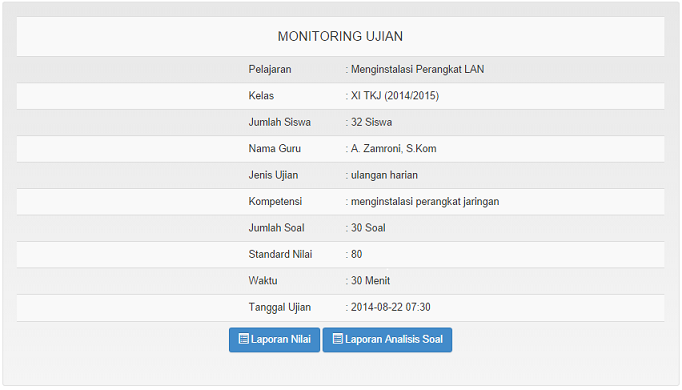 MONITORING UJIAN
Pelajaran : Menginstalasi Perangkat LAN
Kelas : XI TKJ (2014/2015)
Jumlah Siswa : 32 Siswa
Nama Guru : A. Zamroni, S.Kom
Jenis Ujian : ulangan harian
Kompetensi : menginstalasi perangkat jaringan
Jumlah Soal : 30 Soal
Standard Nilai : 80
Waktu : 30 Menit
Tanggal Ujian : 2014-08-22 07:30
Laporan Nilai Laporan Analisis Soal